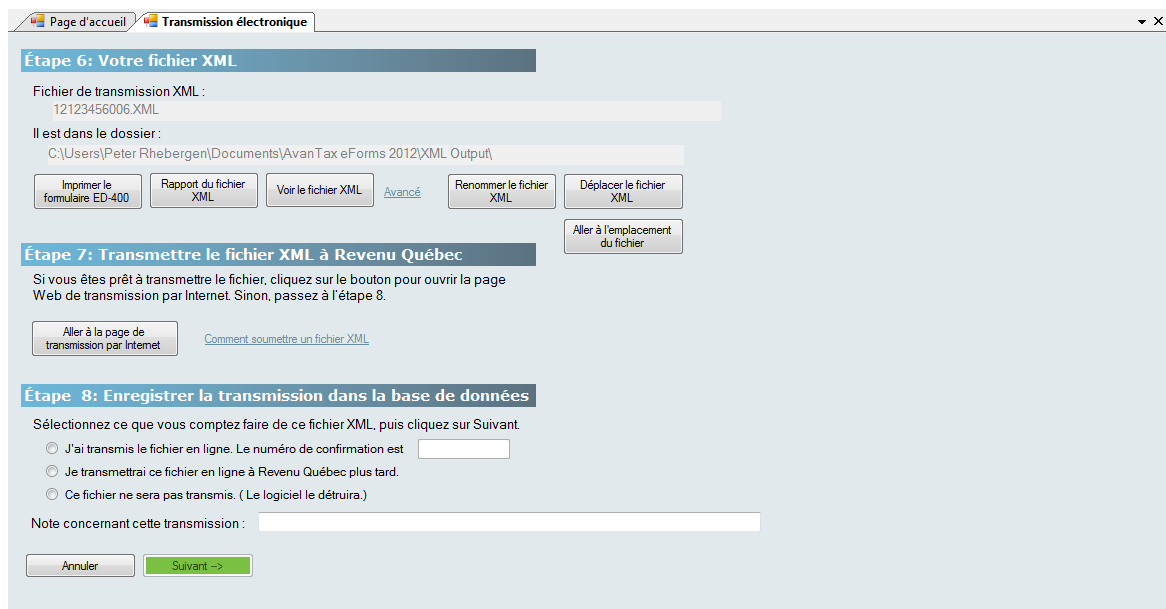 Page d'accueil
Transmission électronique
Étape 6: Votre fichier XML
Fichier de transmission XML :
12123456006.XML
Il est dans le dossier :
C:\Users\Peter Rhebergen\Documents\AvanTax eForms 2012\XML Output\
Imprimer le
formulaire ED-400
Rapport du fichier
XML
Voir le fichier XML
Avancé
Renommer le fichier
XML
Déplacer le fichier
XML
Aller à l'emplacement
du fichier
Étape 7: Transmettre le fichier XML à Revenu Québec
Si vous êtes prêt à transmettre le fichier, cliquez sur le bouton pour ouvrir la page
Web de transmission par Internet. Sinon, passez à l'étape 8.
Aller à la page de
transmission par Internet
Comment soumettre un fichier XML
Étape  8: Enregistrer la transmission dans la base de données
Sélectionnez ce que vous comptez faire de ce fichier XML, puis cliquez sur Suivant.
J'ai transmis le fichier en ligne. Le numéro de confirmation est
Je transmettrai ce fichier en ligne à Revenu Québec plus tard.
Ce fichier ne sera pas transmis. ( Le logiciel le détruira.)
Note concernant cette transmission :
Annuler
Suivant -->